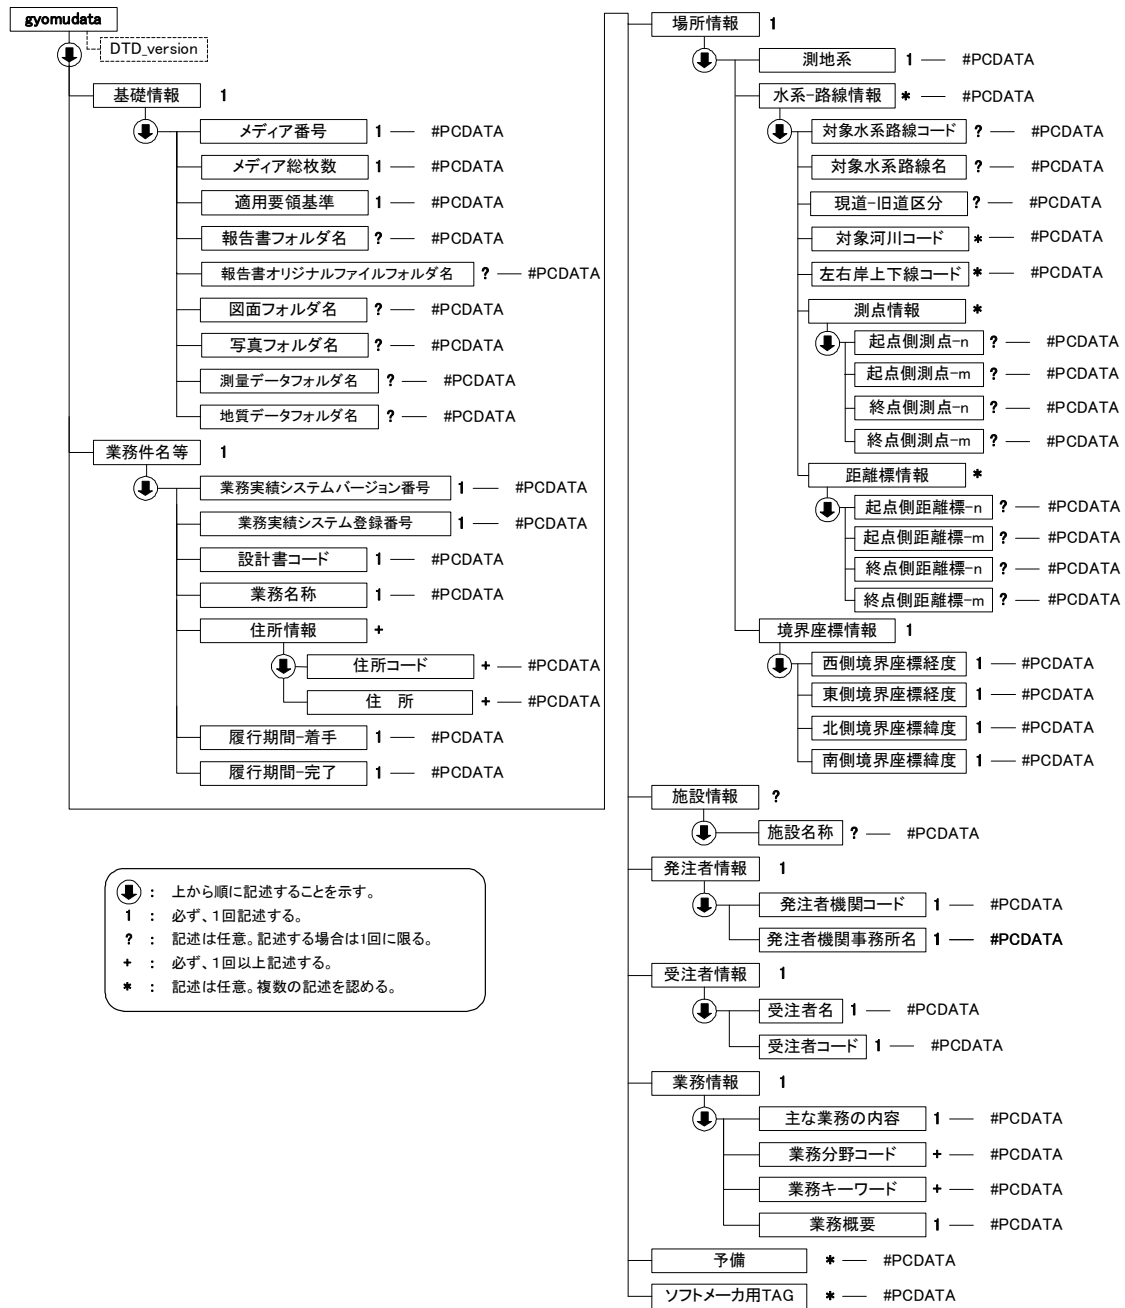 gyomudata
DTD_version
基礎情報 1
メディア番号 1 #PCDATA
メディア総枚数 1 #PCDATA
適用要領基準 1 #PCDATA
報告書フォルダ名 ? #PCDATA
報告書オリジナルファイルフォルダ名 ? #PCDATA
図面フォルダ名 ? #PCDATA
写真フォルダ名 ? #PCDATA
測量データフォルダ名 ? #PCDATA
地質データフォルダ名 ? #PCDATA
業務件名等 1
業務実績システムバージョン番号 1 #PCDATA
業務実績システム登録番号 1 #PCDATA
設計書コード 1 #PCDATA
業務名称 1 #PCDATA
住所情報 +
住所コード + #PCDATA
住 所 + #PCDATA
履行期間-着手 1 #PCDATA
履行期間-完了 1 #PCDATA
場所情報 1
測地系 1 #PCDATA
水系-路線情報 * #PCDATA
対象水系路線コード ? #PCDATA
対象水系路線名 ? #PCDATA
現道-旧道区分 ? #PCDATA
対象河川コード * #PCDATA
左右岸上下線コード * #PCDATA
測点情報 *
起点側測点-n ? #PCDATA
起点側測点-m ? #PCDATA
終点側測点-n ? #PCDATA
終点側測点-m ? #PCDATA
距離標情報 *
起点側距離標-n ? #PCDATA
起点側距離標-m ? #PCDATA
終点側距離標-n ? #PCDATA
終点側距離標-m ? #PCDATA
境界座標情報 1
西側境界座標経度 1 #PCDATA
東側境界座標経度 1 #PCDATA
北側境界座標緯度 1 #PCDATA
南側境界座標緯度 1 #PCDATA
施設情報 ?
施設名称 ? #PCDATA
発注者情報 1
発注者機関コード 1 #PCDATA
発注者機関事務所名 1 #PCDATA
受注者情報 1
受注者名 1 #PCDATA
受注者コード 1 #PCDATA
業務情報 1
主な業務の内容 1 #PCDATA
業務分野コード + #PCDATA
業務キーワード + #PCDATA
業務概要 1 #PCDATA
予備 * #PCDATA
ソフトメーカ用TAG * #PCDATA
: 上から順に記述することを示す。
1 : 必ず、1回記述する。
? : 記述は任意。記述する場合は1回に限る。
+ : 必ず、1回以上記述する。
* : 記述は任意。複数の記述を認める。